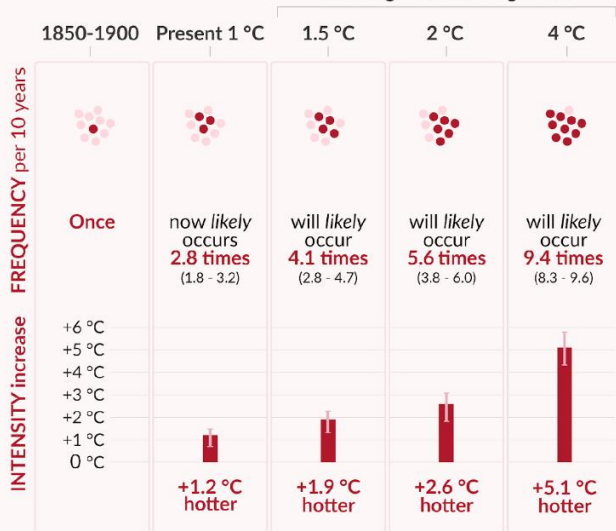 1850-1900 Present 1 °C 1.5 °C 2 °C 4 °C
FREQUENCY per 10 years
Once
now likely occurs 2.8 times (1.8 - 3.2)
will likely occur 4.1 times (2.8 - 4.7)
will likely occur 5.6 times (3.8 - 6.0)
will likely occur 9.4 times (8.3 - 9.6)
INTENSITY increase
+6 °C
+5 °C
+4 °C
+3 °C
+2 °C
+1 °C
0 °C
+1.2 °C hotter
+1.9 °C hotter
+2.6 °C hotter
+5.1 °C hotter